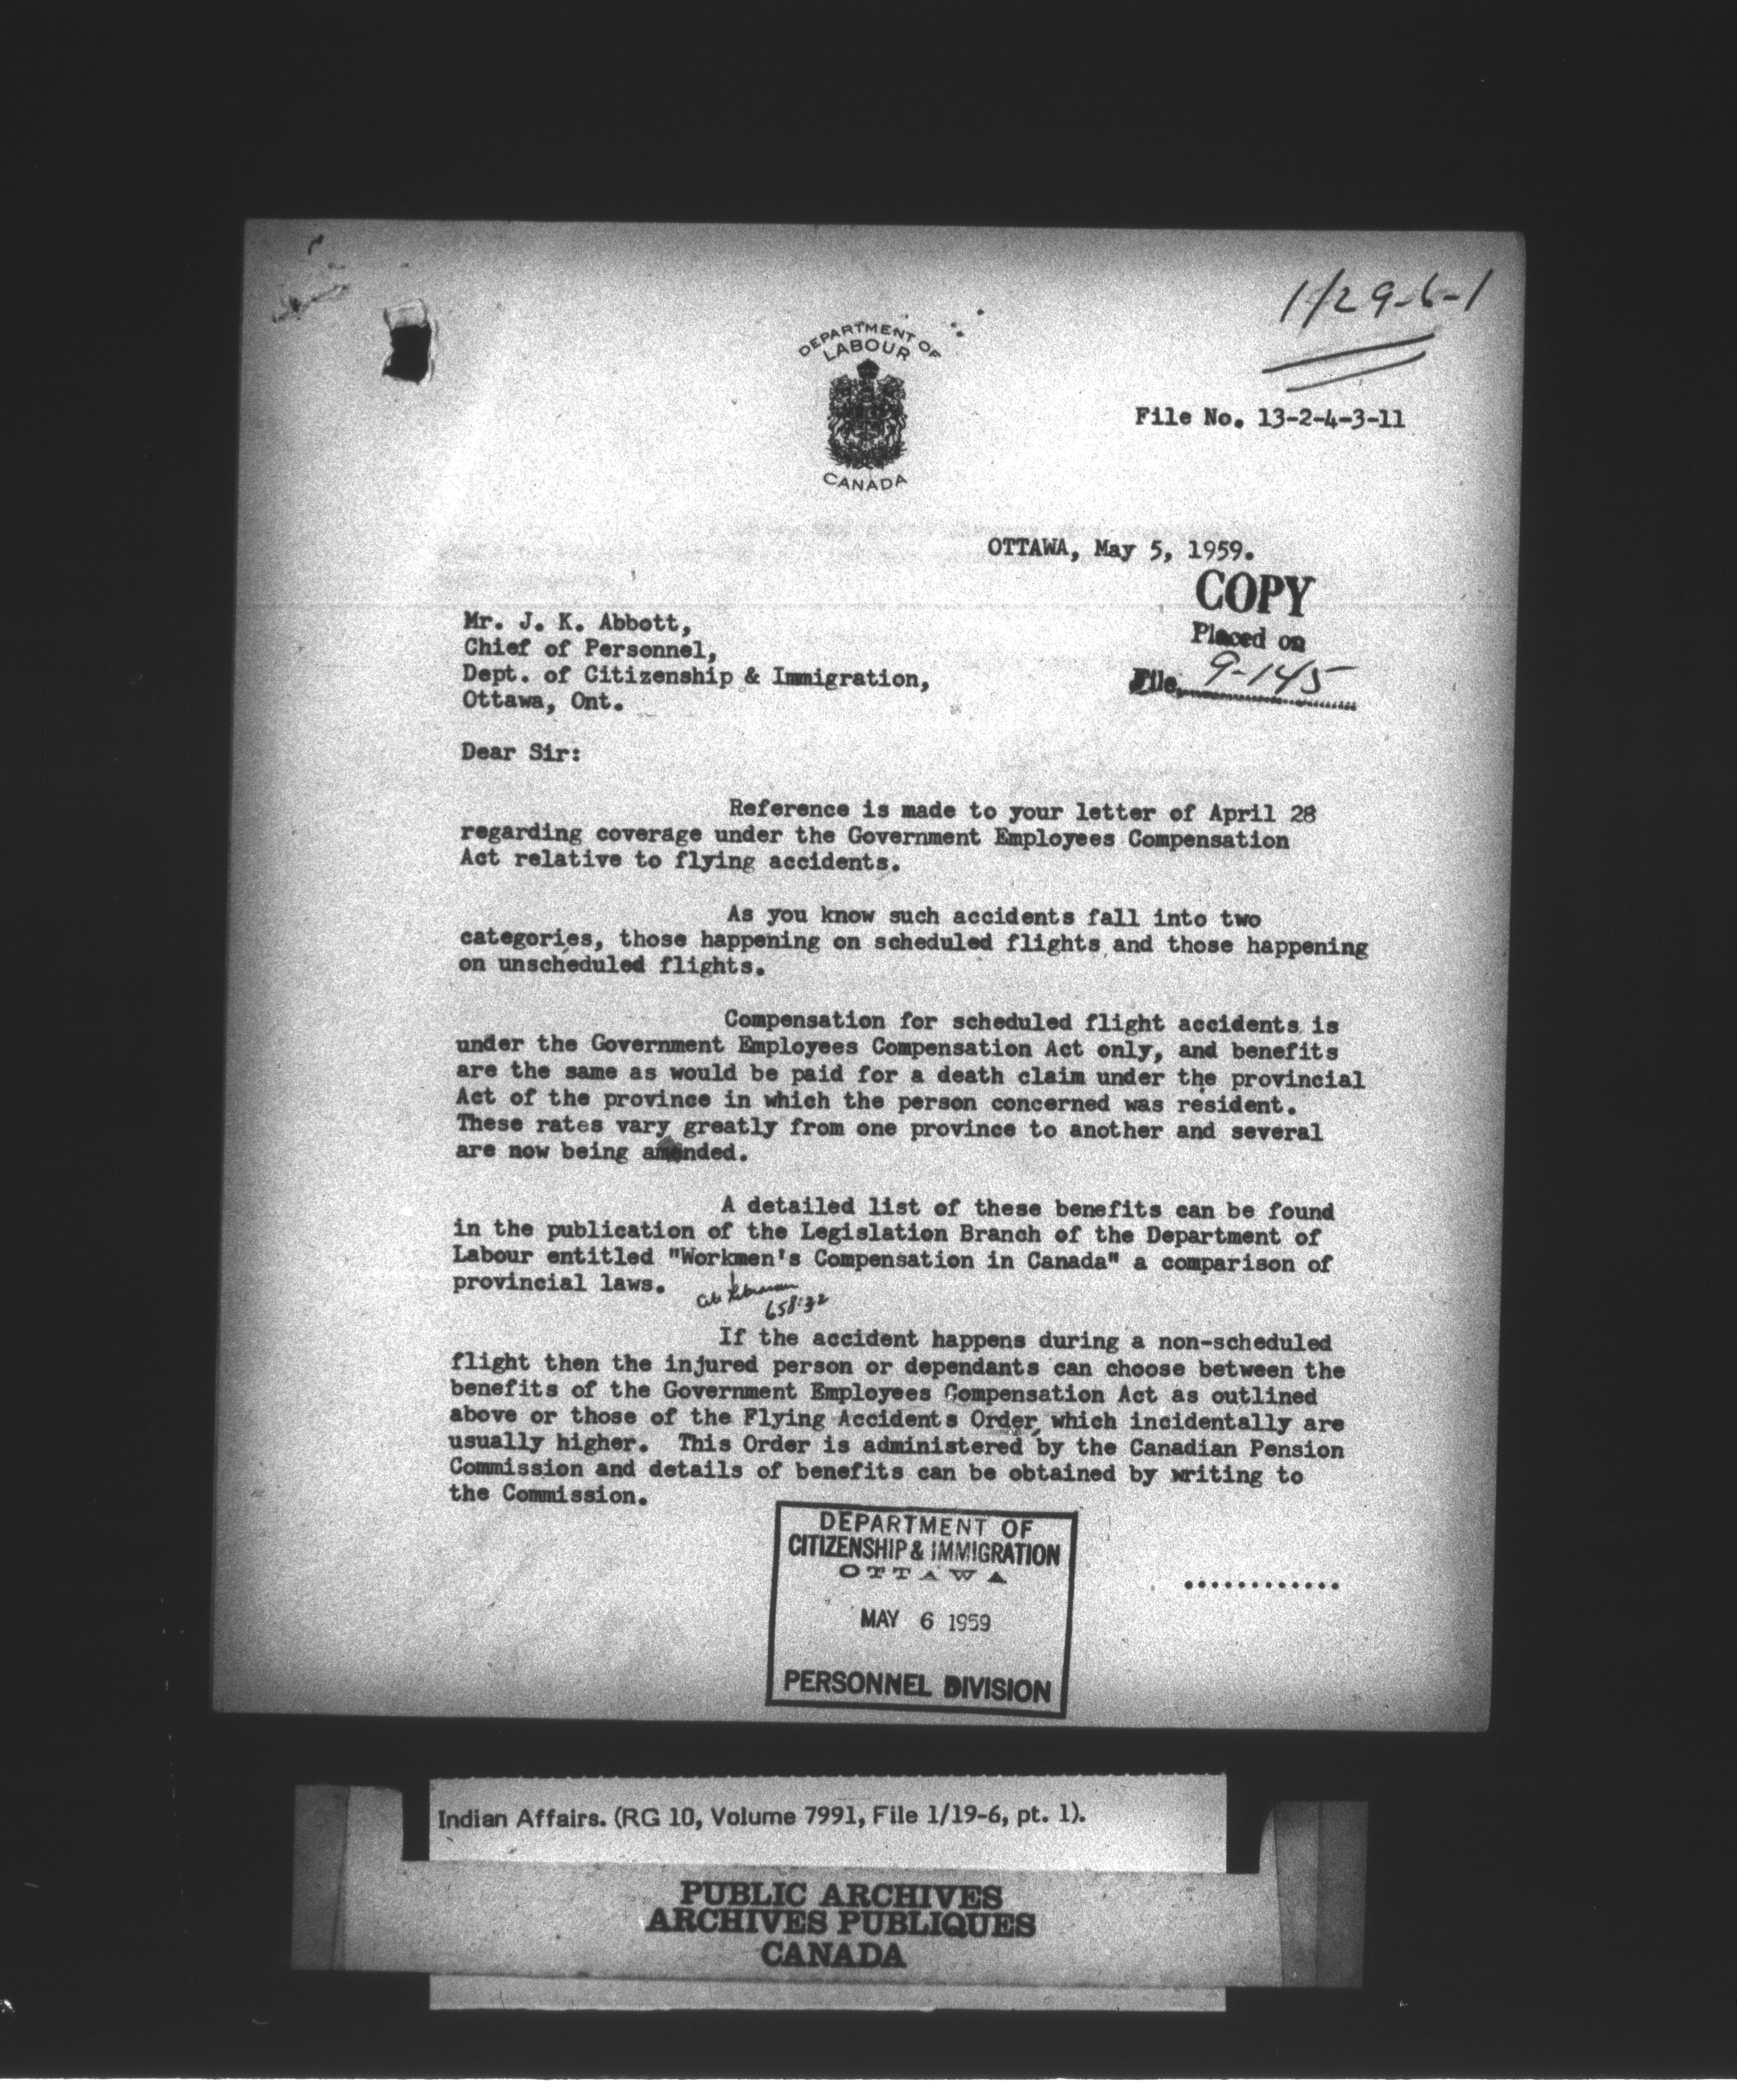 1/29-6-1
DEPARTMENT OF
LABOUR
CANADA
File No. 13-2-4-3-11
OTTAWA, May 5, 1959.
COPY
Placed on
File 9-145
Mr. J. K. Abbott,
Chief of Personnel,
Dept. of Citizenship & Immigration,
Ottawa, Ont.
Dear Sir:
Reference is made to your letter of April 28
regarding coverage under the Government Employees Compensation
Act relative to flying accidents.
As you know such accidents fall into two
categories, those happening on scheduled flights and those happening
on unscheduled flights.
Compensation for scheduled flight accidents is
under the Government Employees Compensation Act only, and benefits
are the same as would be paid for a death claim under the provincial
Act of the province in which the person concerned was resident.
These rates vary greatly from one province to another and several
are now being amended.
A detailed list of these benefits can be found
in the publication of the Legislation Branch of the Department of
Labour entitled "Workmen's Compensation in Canada" a comparison of
provincial laws.
If the accident happens during a non-scheduled
flight then the injured person or dependants can choose between the
benefits of the Government Employees Compensation Act as outlined
above or those of the Flying Accidents Order, which incidentally are
usually higher. This Order is administered by the Canadian Pension
Commission and details of benefits can be obtained by writing to
the Commission.
............
DEPARTMENT OF
CITIZENSHIP & IMMIGRATION
OTTAWA
MAY 6 1959
PERSONNEL DIVISION
Indian Affairs. (RG 10, Volume 7991, File 1/19-6, pt. 1).
PUBLIC ARCHIVES
ARCHIVES PUBLIQUES
CANADA